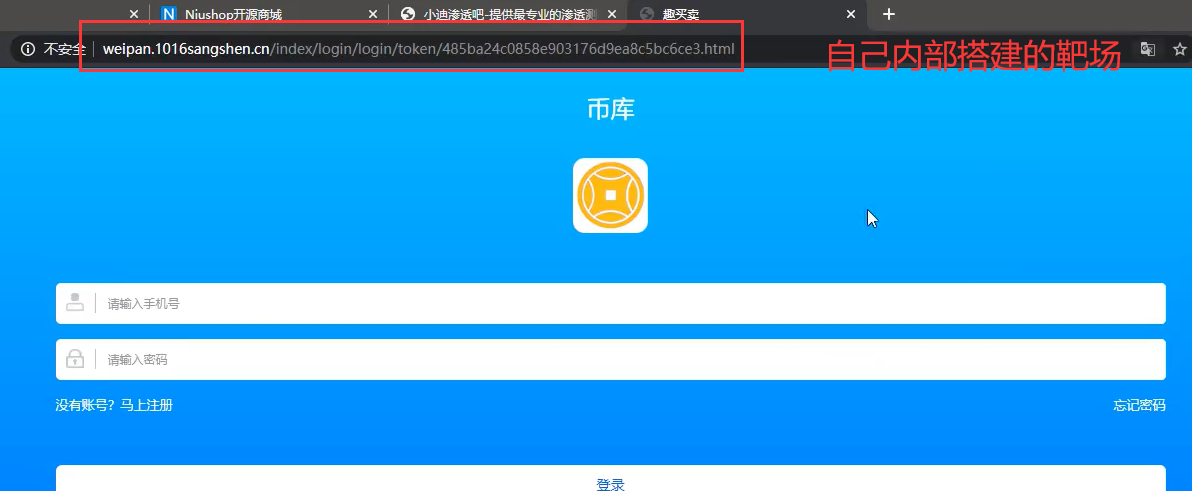 Niushop开源商城
小迪渗透吧-提供最专业的渗透测
趣买卖
不安全
weipan.1016sangshen.cn/index/login/login/token/485ba24c0858e903176d9ea8c5bc6ce3.html
自己内部搭建的靶场
币库
请输入手机号
请输入密码
没有账号？马上注册
忘记密码
登录